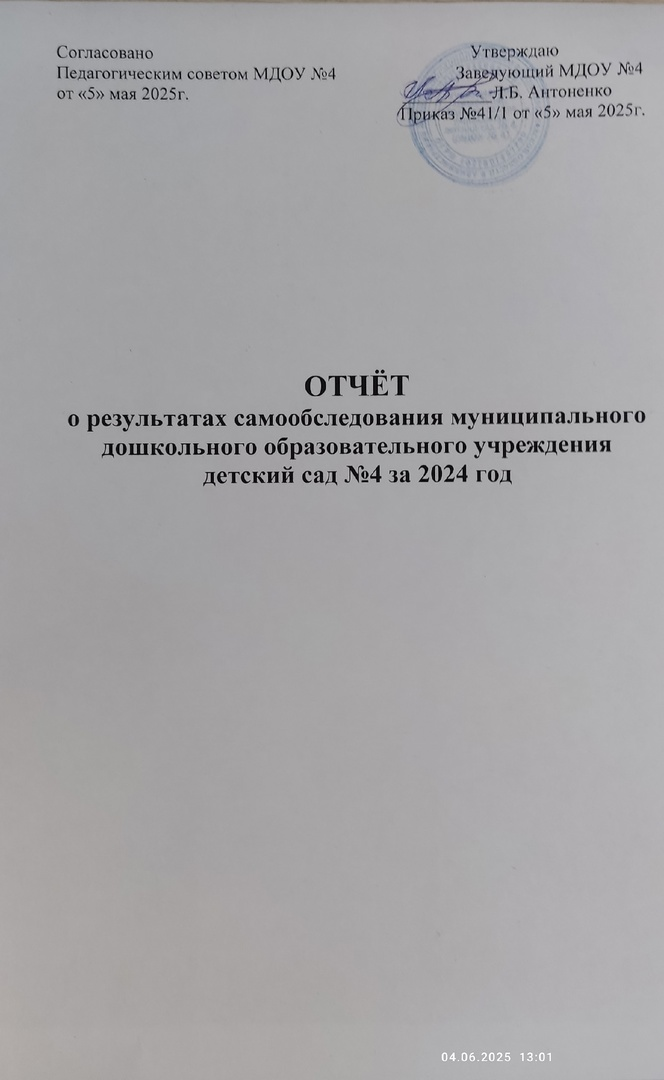 Согласовано
Педагогическим советом МДОУ №4
от «5» мая 2025г.
Утверждаю
Заведующий МДОУ №4
Л.Б. Антоненко
Приказ №41/1 от «5» мая 2025г.
ОТЧЁТ
о результатах самообследования муниципального
дошкольного образовательного учреждения
детский сад №4 за 2024 год
04.06.2025 13:01